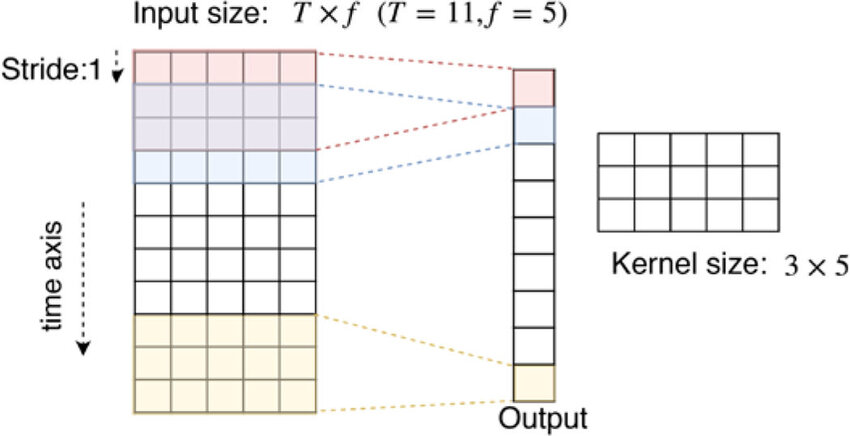 Input size: T × f (T = 11, f = 5)
Stride:1
time axis
Kernel size: 3 × 5
Output